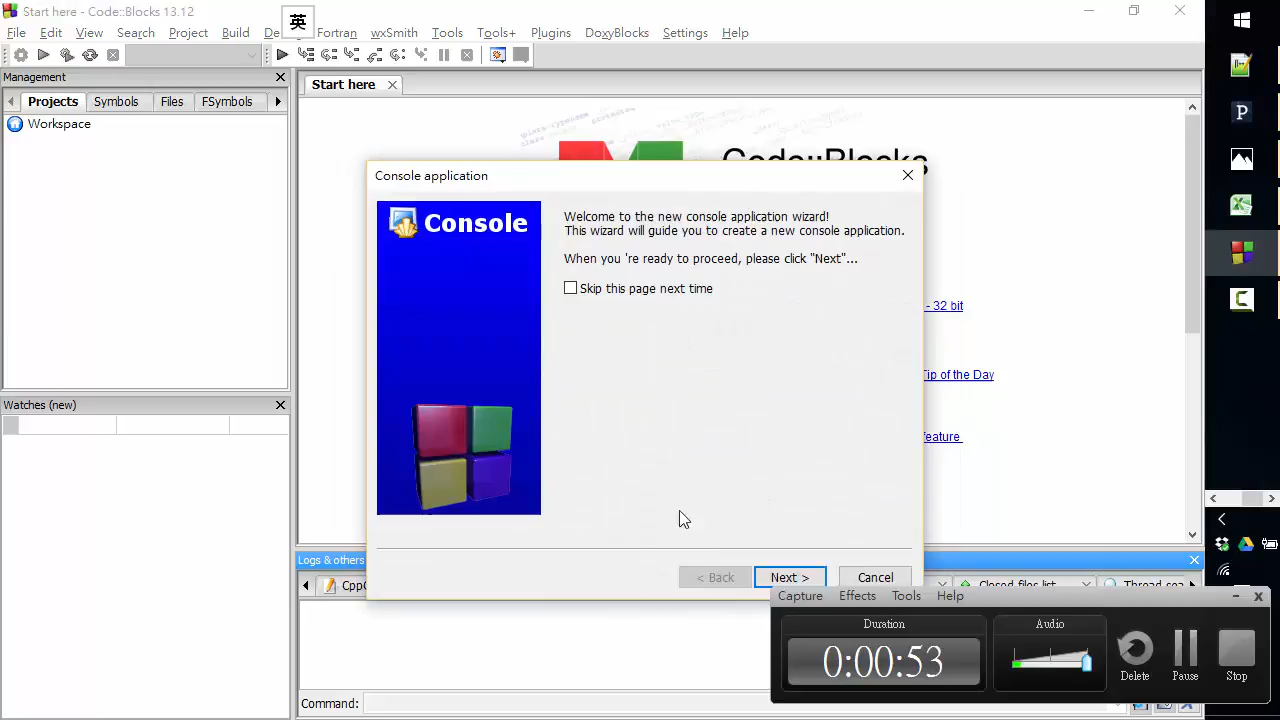 Start here - Code::Blocks 13.12
File Edit View Search Project Build De 英 Fortran wxSmith Tools Tools+ Plugins DoxyBlocks Settings Help
Management
Projects Symbols Files FSymbols
Workspace
Watches (new)
Start here
Code::Blocks
- 32 bit
Tip of the Day
feature
Console application
Console
Welcome to the new console application wizard!
This wizard will guide you to create a new console application.
When you 're ready to proceed, please click "Next"...
Skip this page next time
< Back Next > Cancel
Logs & others
CppC
Closed files list
Thread sea
Command:
Capture Effects Tools Help
Duration
0:00:53
Audio
Delete Pause Stop